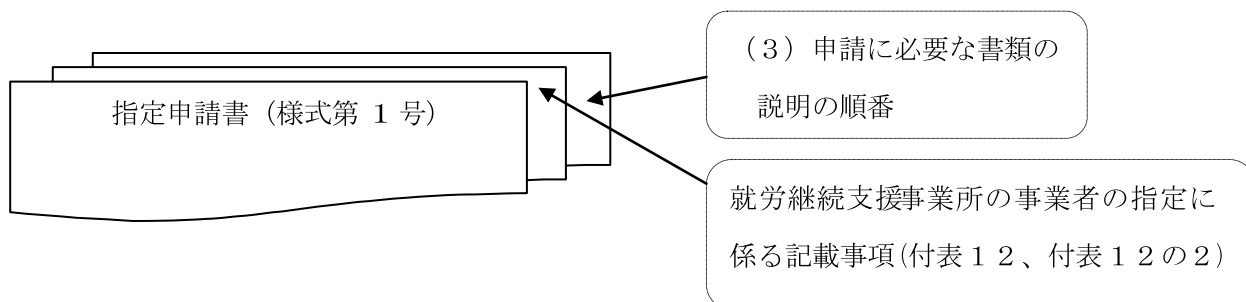 指定申請書（様式第 1 号）
（３）申請に必要な書類の
説明の順番
就労継続支援事業所の事業者の指定に
係る記載事項(付表１２、付表１２の２)